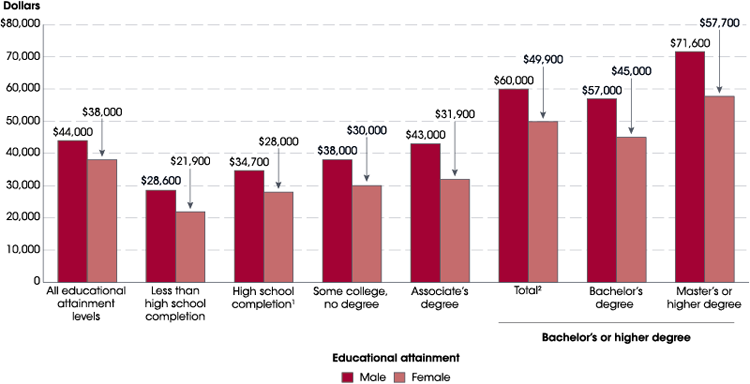 Dollars
$80,000
70,000
60,000
50,000
40,000
30,000
20,000
10,000
0
$44,000
$38,000
$28,600
$21,900
$34,700
$28,000
$38,000
$30,000
$43,000
$31,900
$60,000
$49,900
$57,000
$45,000
$71,600
$57,700
All educational
attainment
levels
Less than
high school
completion
High school
completion¹
Some college,
no degree
Associate's
degree
Total²
Bachelor's
degree
Master's or
higher degree
Bachelor's or higher degree
Educational attainment
Male
Female